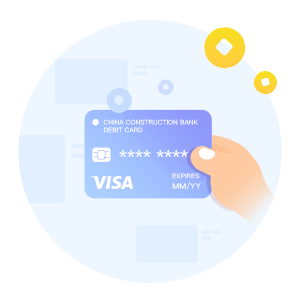 CHINA CONSTRUCTION BANK
DEBIT CARD
**** ****
VISA
EXPIRES
MM/YY